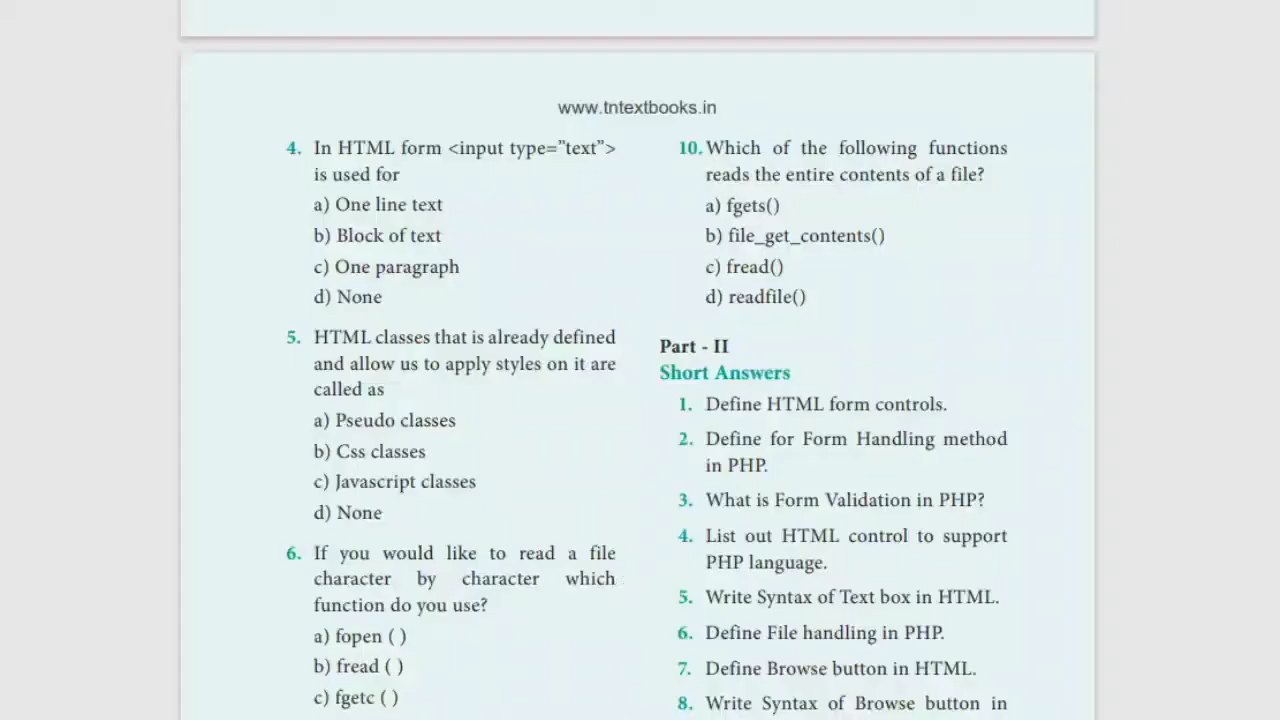 www.tntextbooks.in
4. In HTML form <input type=”text”>
is used for
a) One line text
b) Block of text
c) One paragraph
d) None
5. HTML classes that is already defined
and allow us to apply styles on it are
called as
a) Pseudo classes
b) Css classes
c) Javascript classes
d) None
6. If you would like to read a file
character by character which
function do you use?
a) fopen ( )
b) fread ( )
c) fgetc ( )
10. Which of the following functions
reads the entire contents of a file?
a) fgets()
b) file_get_contents()
c) fread()
d) readfile()
Part - II
Short Answers
1. Define HTML form controls.
2. Define for Form Handling method
in PHP.
3. What is Form Validation in PHP?
4. List out HTML control to support
PHP language.
5. Write Syntax of Text box in HTML.
6. Define File handling in PHP.
7. Define Browse button in HTML.
8. Write Syntax of Browse button in